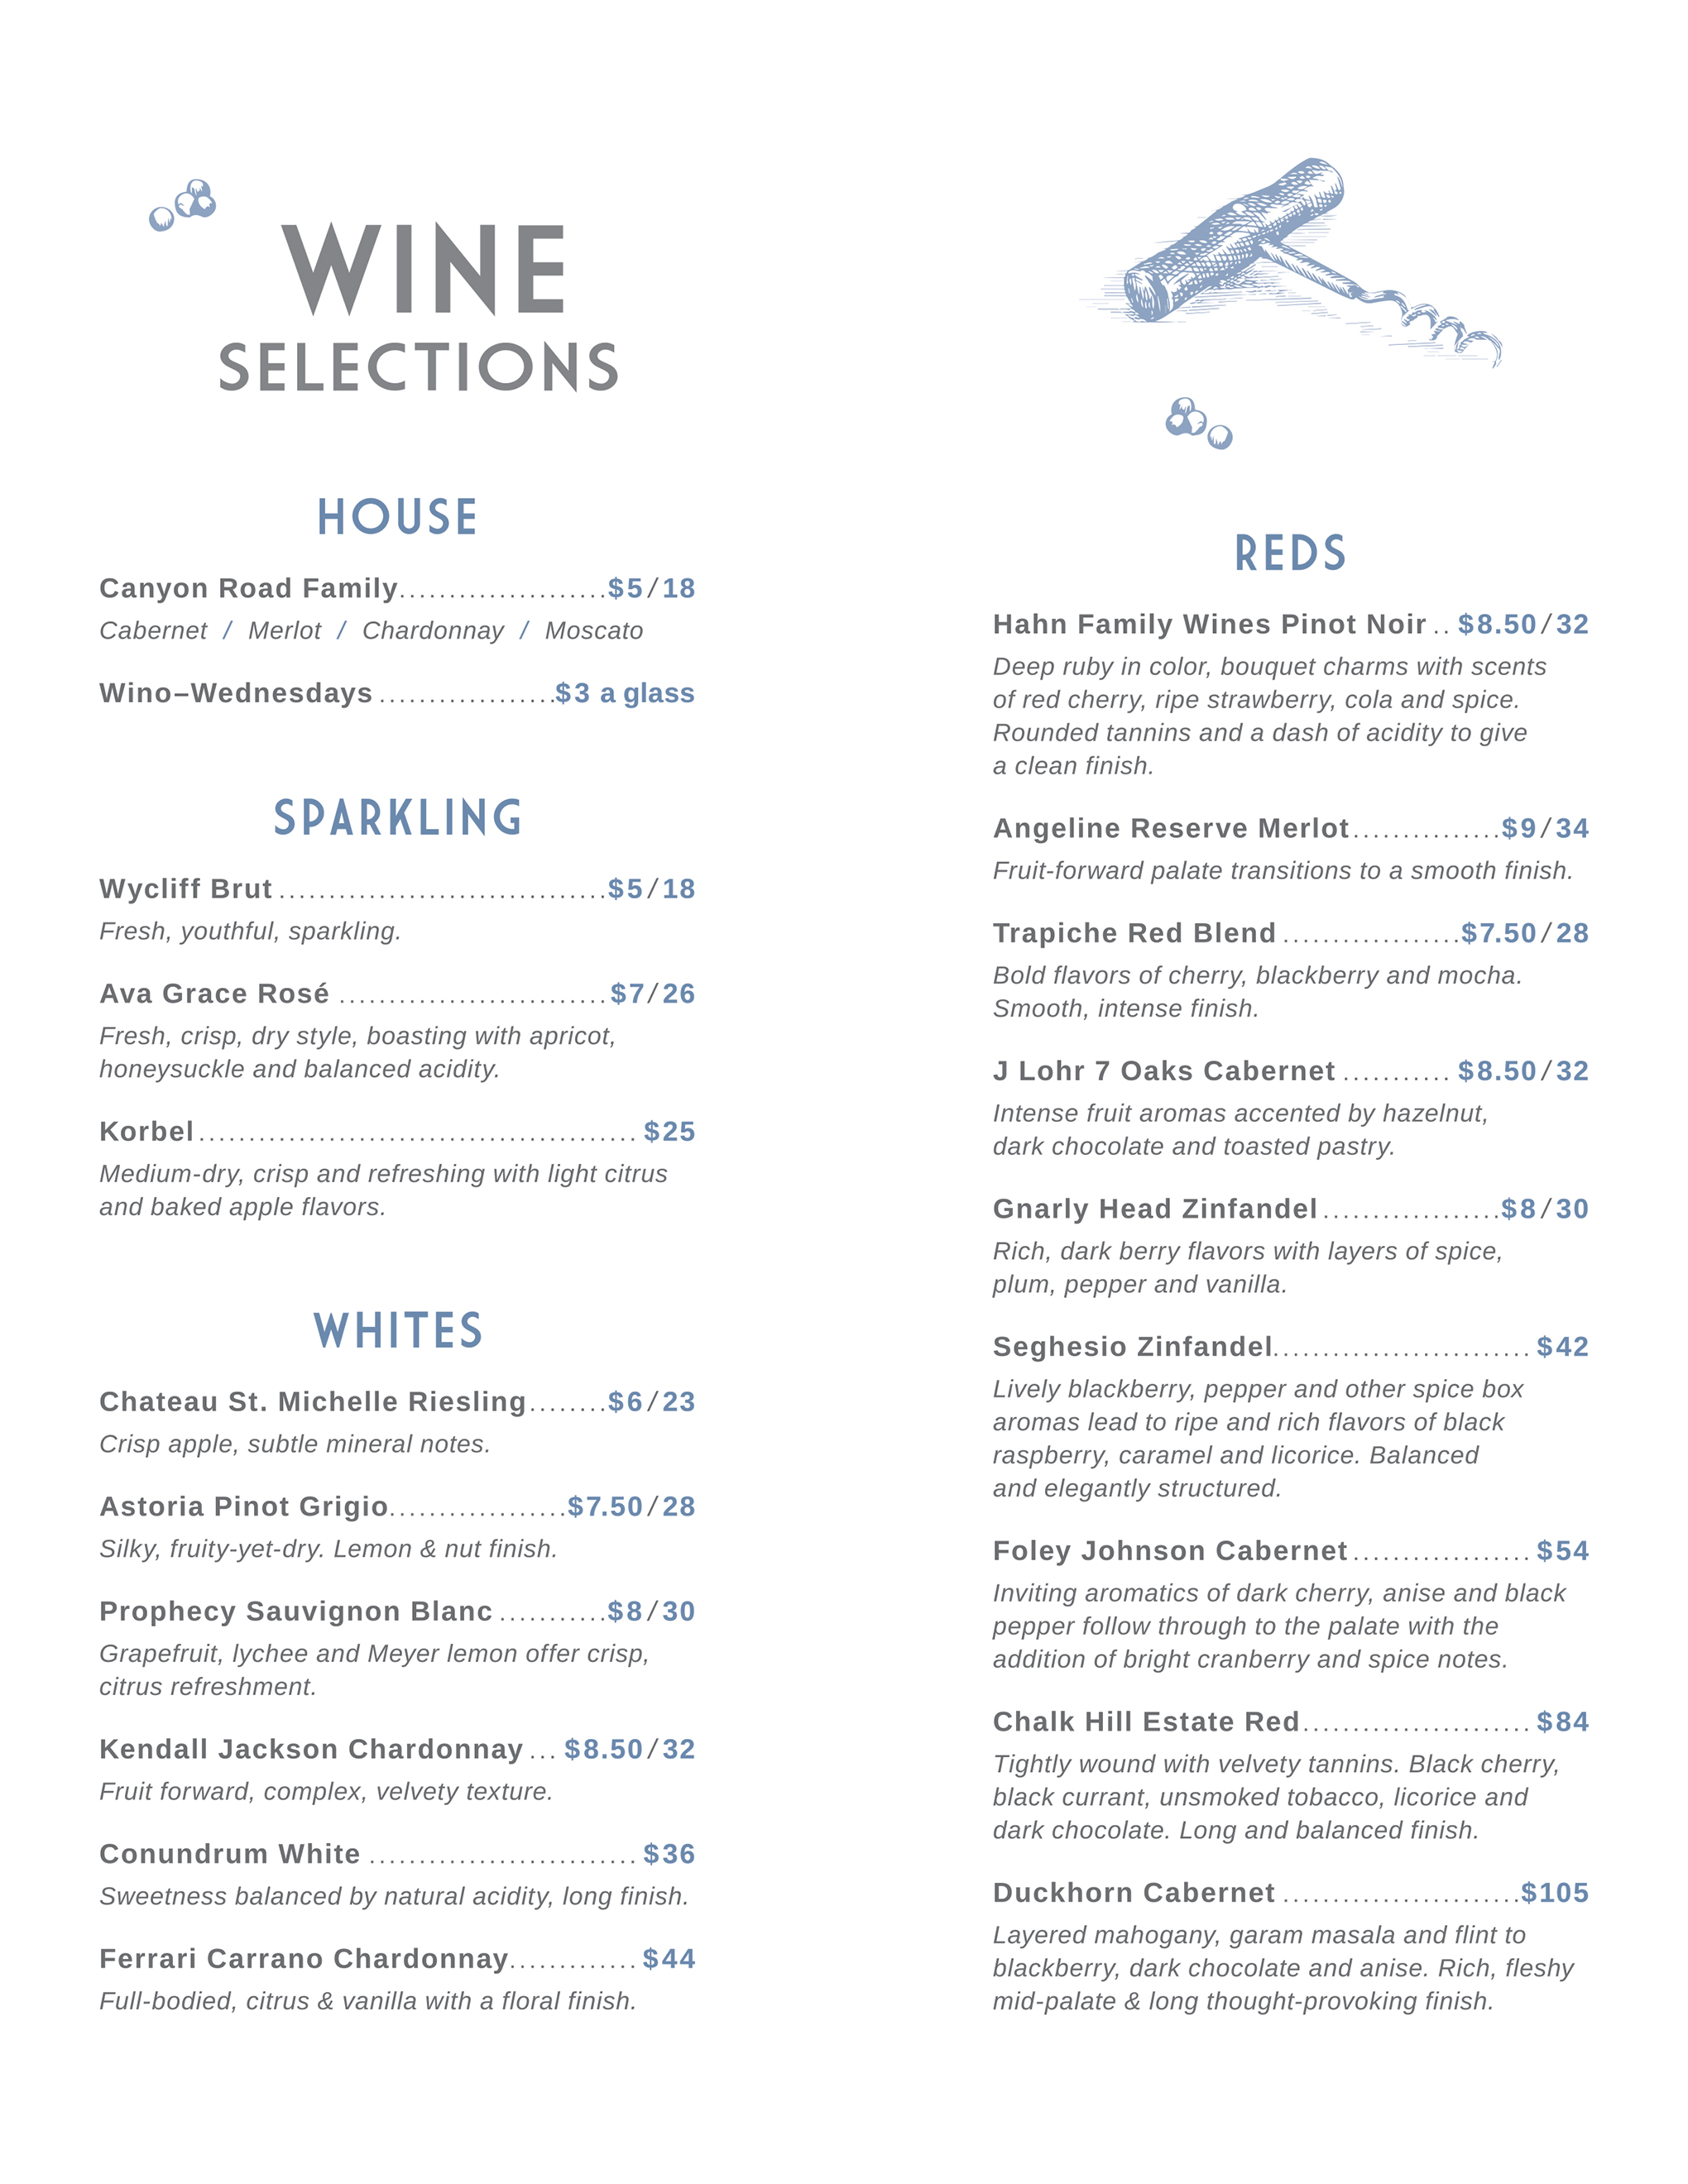 WINE
SELECTIONS
HOUSE
Canyon Road Family....................$5/18
Cabernet / Merlot / Chardonnay / Moscato
Wino–Wednesdays ..................$3 a glass
SPARKLING
Wycliff Brut .................................$5/18
Fresh, youthful, sparkling.
Ava Grace Rosé ........................... $7/26
Fresh, crisp, dry style, boasting with apricot,
honeysuckle and balanced acidity.
Korbel ............................................ $25
Medium-dry, crisp and refreshing with light citrus
and baked apple flavors.
WHITES
Chateau St. Michelle Riesling........$6/23
Crisp apple, subtle mineral notes.
Astoria Pinot Grigio..................$7.50/28
Silky, fruity-yet-dry. Lemon & nut finish.
Prophecy Sauvignon Blanc ...........$8/30
Grapefruit, lychee and Meyer lemon offer crisp,
citrus refreshment.
Kendall Jackson Chardonnay ... $8.50/32
Fruit forward, complex, velvety texture.
Conundrum White ........................... $36
Sweetness balanced by natural acidity, long finish.
Ferrari Carrano Chardonnay............. $44
Full-bodied, citrus & vanilla with a floral finish.
REDS
Hahn Family Wines Pinot Noir .. $8.50/32
Deep ruby in color, bouquet charms with scents
of red cherry, ripe strawberry, cola and spice.
Rounded tannins and a dash of acidity to give
a clean finish.
Angeline Reserve Merlot...............$9/34
Fruit-forward palate transitions to a smooth finish.
Trapiche Red Blend ..................$7.50/28
Bold flavors of cherry, blackberry and mocha.
Smooth, intense finish.
J Lohr 7 Oaks Cabernet ........... $8.50/32
Intense fruit aromas accented by hazelnut,
dark chocolate and toasted pastry.
Gnarly Head Zinfandel..................$8/30
Rich, dark berry flavors with layers of spice,
plum, pepper and vanilla.
Seghesio Zinfandel.......................... $42
Lively blackberry, pepper and other spice box
aromas lead to ripe and rich flavors of black
raspberry, caramel and licorice. Balanced
and elegantly structured.
Foley Johnson Cabernet .................. $54
Inviting aromatics of dark cherry, anise and black
pepper follow through to the palate with the
addition of bright cranberry and spice notes.
Chalk Hill Estate Red....................... $84
Tightly wound with velvety tannins. Black cherry,
black currant, unsmoked tobacco, licorice and
dark chocolate. Long and balanced finish.
Duckhorn Cabernet ........................$105
Layered mahogany, garam masala and flint to
blackberry, dark chocolate and anise. Rich, fleshy
mid-palate & long thought-provoking finish.